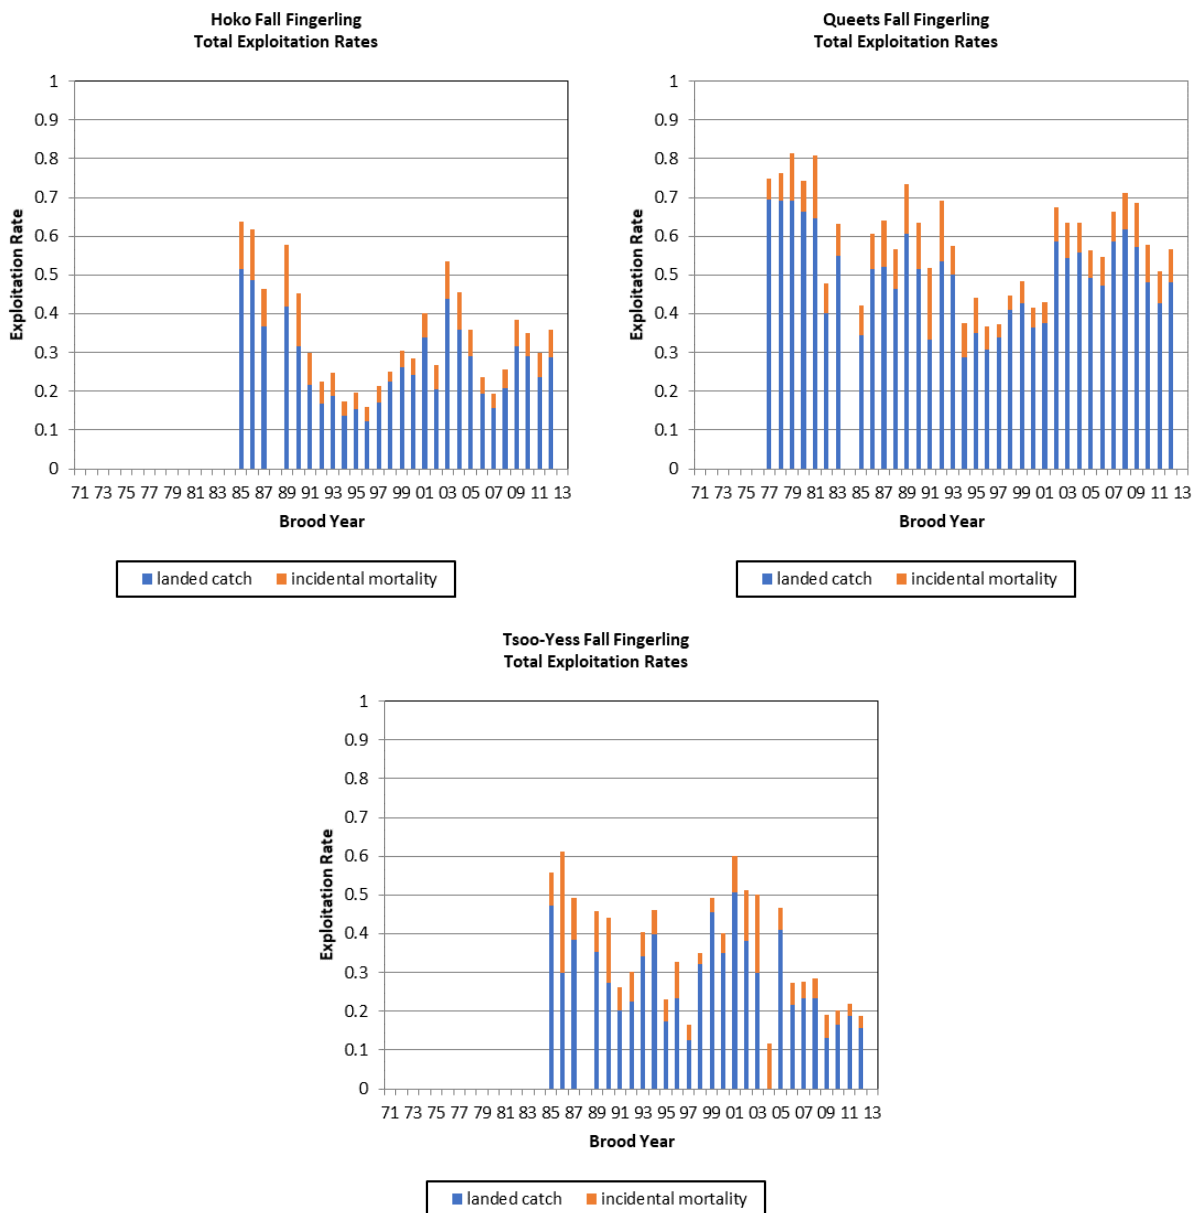 Hoko Fall Fingerling
Total Exploitation Rates
1
0.9
0.8
0.7
0.6
0.5
0.4
0.3
0.2
0.1
0
Exploitation Rate
71 73 75 77 79 81 83 85 87 89 91 93 95 97 99 01 03 05 07 09 11 13
Brood Year
landed catch incidental mortality
Queets Fall Fingerling
Total Exploitation Rates
1
0.9
0.8
0.7
0.6
0.5
0.4
0.3
0.2
0.1
0
Exploitation Rate
71 73 75 77 79 81 83 85 87 89 91 93 95 97 99 01 03 05 07 09 11 13
Brood Year
landed catch incidental mortality
Tsoo-Yess Fall Fingerling
Total Exploitation Rates
1
0.9
0.8
0.7
0.6
0.5
0.4
0.3
0.2
0.1
0
Exploitation Rate
71 73 75 77 79 81 83 85 87 89 91 93 95 97 99 01 03 05 07 09 11 13
Brood Year
landed catch incidental mortality